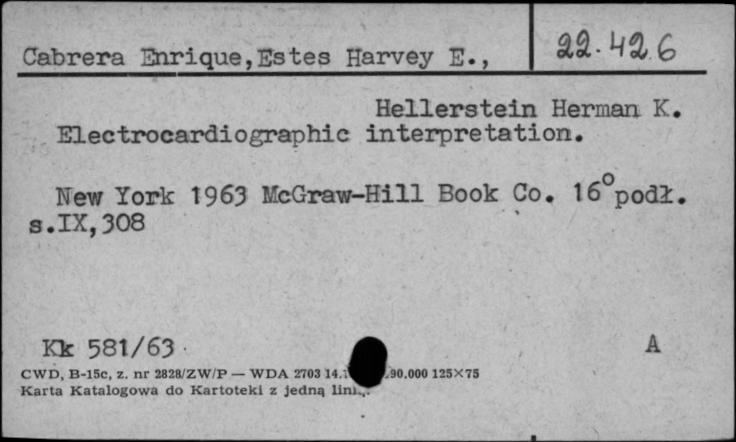 Cabrera Enrique,Estes Harvey E.,
22.426
Hellerstein Herman K.
Electrocardiographic interpretation.
New York 1963 McGraw-Hill Book Co. 16° podł.
s.IX,308
Kk 581/63
A
CWD, B-15c, z. nr 2828/ZW/P — WDA 2703 14. .90.000 125×75
Karta Katalogowa do Kartoteki z jedną